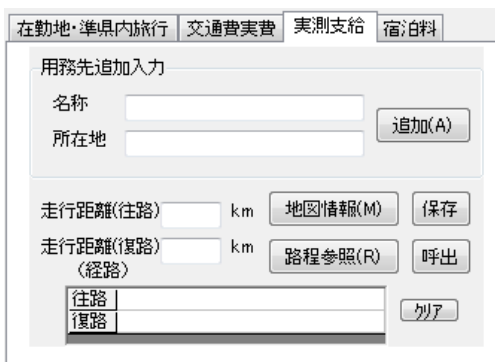 在勤地・準県内旅行 交通費実費 実測支給 宿泊料
用務先追加入力
名称
追加(A)
所在地
走行距離(往路) km 地図情報(M) 保存
走行距離(復路) km 路程参照(R) 呼出
(経路)
往路
クリア
復路